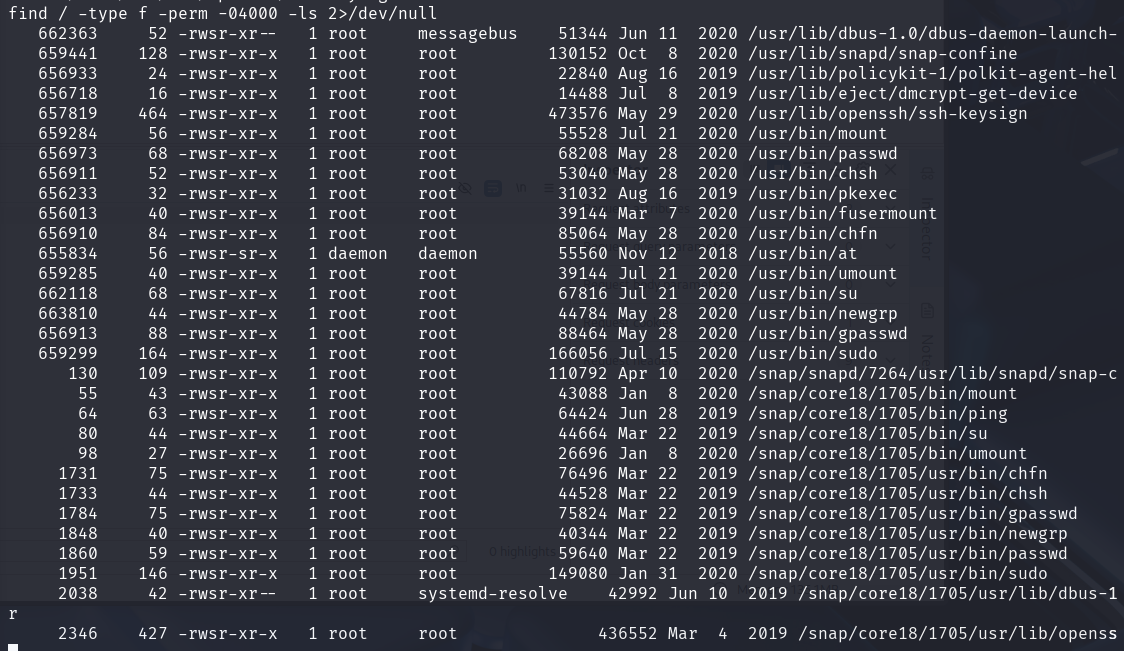 find / -type f -perm -04000 -ls 2>/dev/null
662363 52 -rwsr-xr-- 1 root messagebus 51344 Jun 11 2020 /usr/lib/dbus-1.0/dbus-daemon-launch-
659441 128 -rwsr-xr-x 1 root root 130152 Oct 8 2020 /usr/lib/snapd/snap-confine
656933 24 -rwsr-xr-x 1 root root 22840 Aug 16 2019 /usr/lib/policykit-1/polkit-agent-hel
656718 16 -rwsr-xr-x 1 root root 14488 Jul 8 2019 /usr/lib/eject/dmcrypt-get-device
657819 464 -rwsr-xr-x 1 root root 473576 May 29 2020 /usr/lib/openssh/ssh-keysign
659284 56 -rwsr-xr-x 1 root root 55528 Jul 21 2020 /usr/bin/mount
656973 68 -rwsr-xr-x 1 root root 68208 May 28 2020 /usr/bin/passwd
656911 52 -rwsr-xr-x 1 root root 53040 May 28 2020 /usr/bin/chsh
656233 32 -rwsr-xr-x 1 root root 31032 Aug 16 2019 /usr/bin/pkexec
656013 40 -rwsr-xr-x 1 root root 39144 Mar 7 2020 /usr/bin/fusermount
656910 84 -rwsr-xr-x 1 root root 85064 May 28 2020 /usr/bin/chfn
655834 56 -rwsr-sr-x 1 daemon daemon 55560 Nov 12 2018 /usr/bin/at
659285 40 -rwsr-xr-x 1 root root 39144 Jul 21 2020 /usr/bin/umount
662118 68 -rwsr-xr-x 1 root root 67816 Jul 21 2020 /usr/bin/su
663810 44 -rwsr-xr-x 1 root root 44784 May 28 2020 /usr/bin/newgrp
656913 88 -rwsr-xr-x 1 root root 88464 May 28 2020 /usr/bin/gpasswd
659299 164 -rwsr-xr-x 1 root root 166056 Jul 15 2020 /usr/bin/sudo
130 109 -rwsr-xr-x 1 root root 110792 Apr 10 2020 /snap/snapd/7264/usr/lib/snapd/snap-c
55 43 -rwsr-xr-x 1 root root 43088 Jan 8 2020 /snap/core18/1705/bin/mount
64 63 -rwsr-xr-x 1 root root 64424 Jun 28 2019 /snap/core18/1705/bin/ping
80 44 -rwsr-xr-x 1 root root 44664 Mar 22 2019 /snap/core18/1705/bin/su
98 27 -rwsr-xr-x 1 root root 26696 Jan 8 2020 /snap/core18/1705/bin/umount
1731 75 -rwsr-xr-x 1 root root 76496 Mar 22 2019 /snap/core18/1705/usr/bin/chfn
1733 44 -rwsr-xr-x 1 root root 44528 Mar 22 2019 /snap/core18/1705/usr/bin/chsh
1784 75 -rwsr-xr-x 1 root root 75824 Mar 22 2019 /snap/core18/1705/usr/bin/gpasswd
1848 40 -rwsr-xr-x 1 root root 40344 Mar 22 2019 /snap/core18/1705/usr/bin/newgrp
1860 59 -rwsr-xr-x 1 root root 59640 Mar 22 2019 /snap/core18/1705/usr/bin/passwd
1951 146 -rwsr-xr-x 1 root root 149080 Jan 31 2020 /snap/core18/1705/usr/bin/sudo
2038 42 -rwsr-xr-- 1 root systemd-resolve 42992 Jun 10 2019 /snap/core18/1705/usr/lib/dbus-1
r
2346 427 -rwsr-xr-x 1 root root 436552 Mar 4 2019 /snap/core18/1705/usr/lib/openss
0 highlights